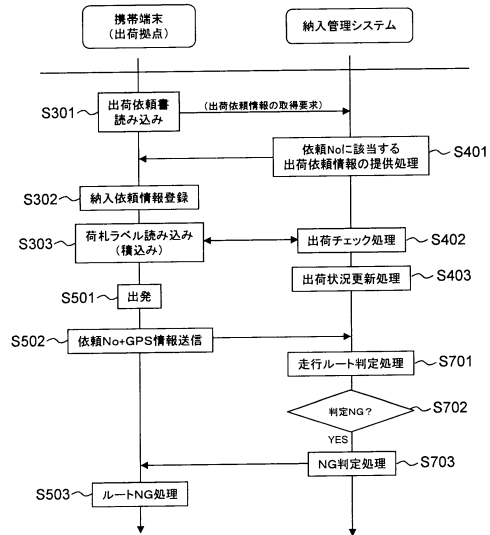 携帯端末
(出荷拠点)
納入管理システム
S301
出荷依頼書
読み込み
(出荷依頼情報の取得要求)
依頼Noに該当する
出荷依頼情報の提供処理
S401
S302
納入依頼情報登録
S303
荷札ラベル読み込み
(積込み)
出荷チェック処理
S402
出荷状況更新処理
S403
S501
出発
S502
依頼No+GPS情報送信
走行ルート判定処理
S701
判定NG?
S702
YES
NG判定処理
S703
S503
ルートNG処理